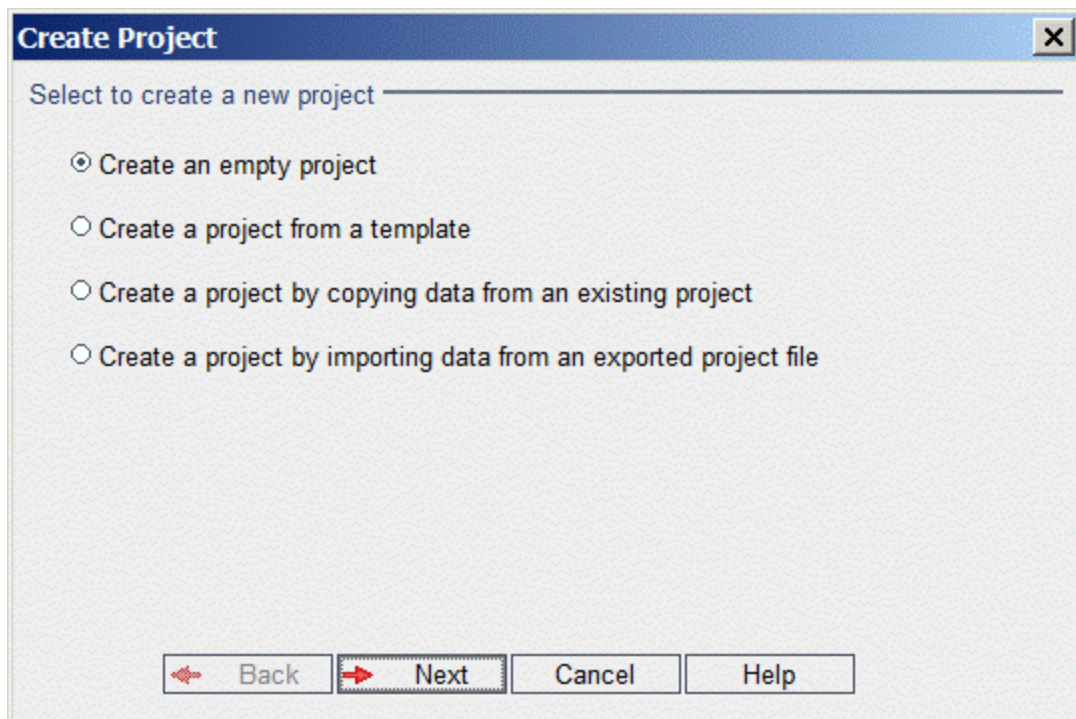 Create Project
Select to create a new project
Create an empty project
Create a project from a template
Create a project by copying data from an existing project
Create a project by importing data from an exported project file
Back Next Cancel Help